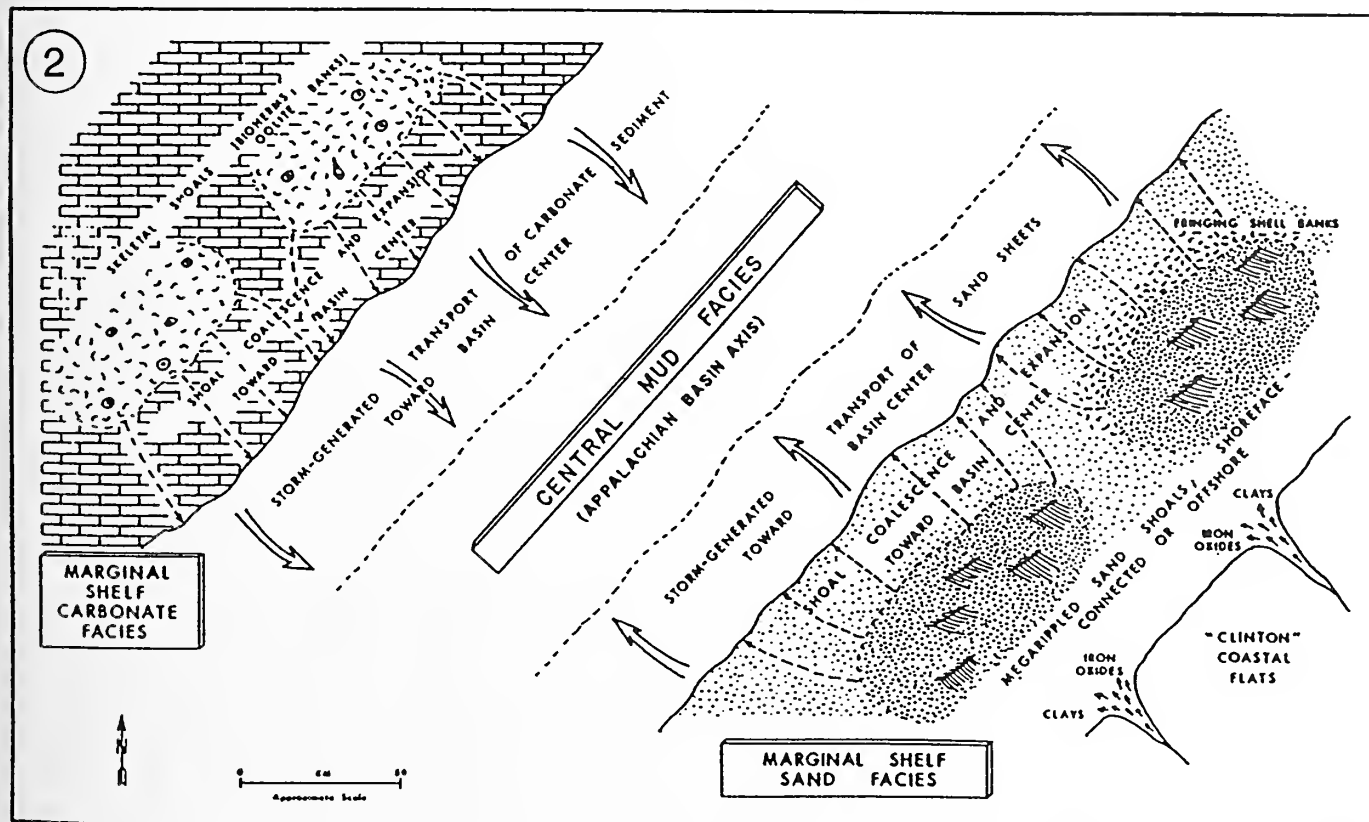 2
SKELETAL SHOALS (BIOHERMS,
OOLITE BANKS)
SHOAL COALESCENCE AND EXPANSION
TOWARD BASIN CENTER
STORM-GENERATED TRANSPORT OF CARBONATE SEDIMENT
TOWARD BASIN CENTER
CENTRAL MUD FACIES
(APPALACHIAN BASIN AXIS)
STORM-GENERATED TRANSPORT OF SAND SHEETS
TOWARD BASIN CENTER
SHOAL COALESCENCE AND EXPANSION
TOWARD BASIN CENTER
FRINGING SHELL BANKS
MEGARIPPLED SAND SHOALS,
CONNECTED OR OFFSHORE SHOREFACE-
CLAYS
IRON
OXIDES
"CLINTON"
COASTAL
FLATS
IRON
OXIDES
CLAYS
MARGINAL
SHELF
CARBONATE
FACIES
MARGINAL SHELF
SAND FACIES
N
0 KM
Approximate Scale